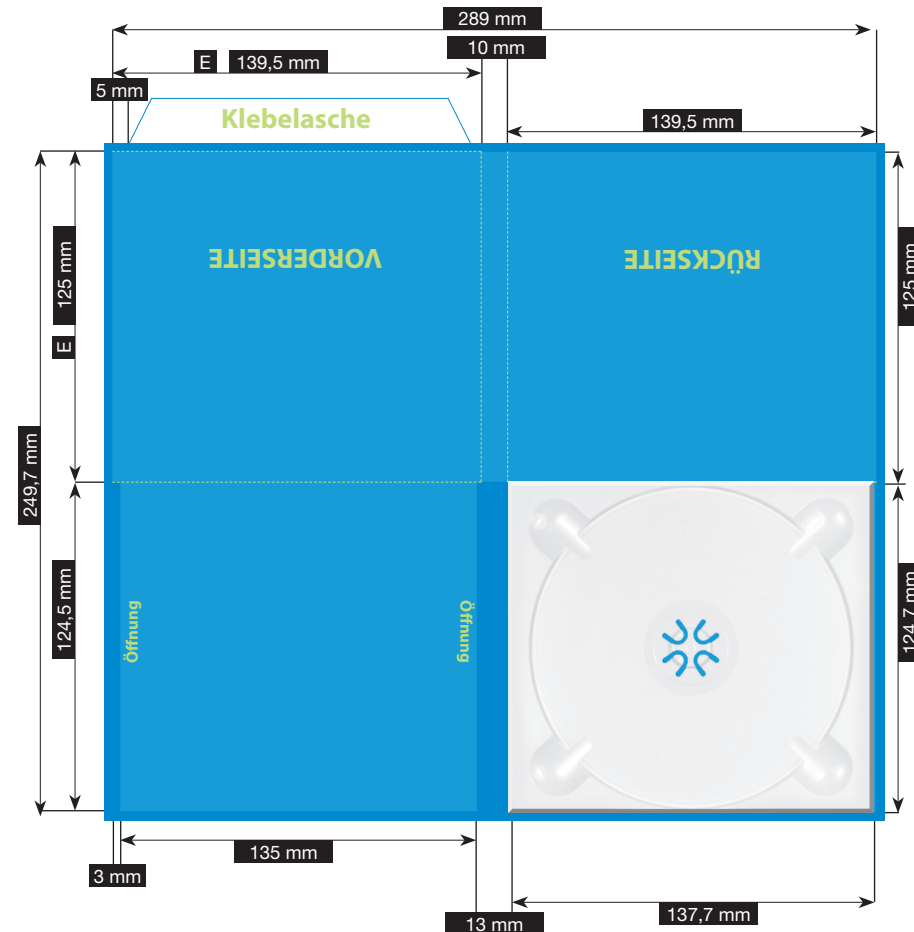 289 mm
10 mm
E 139,5 mm
5 mm
Klebelasche
139,5 mm
VORDERSEITE
RÜCKSEITE
125 mm
E
125 mm
249,7 mm
124,5 mm
Öffnung
Öffnung
124,7 mm
135 mm
3 mm
13 mm
137,7 mm